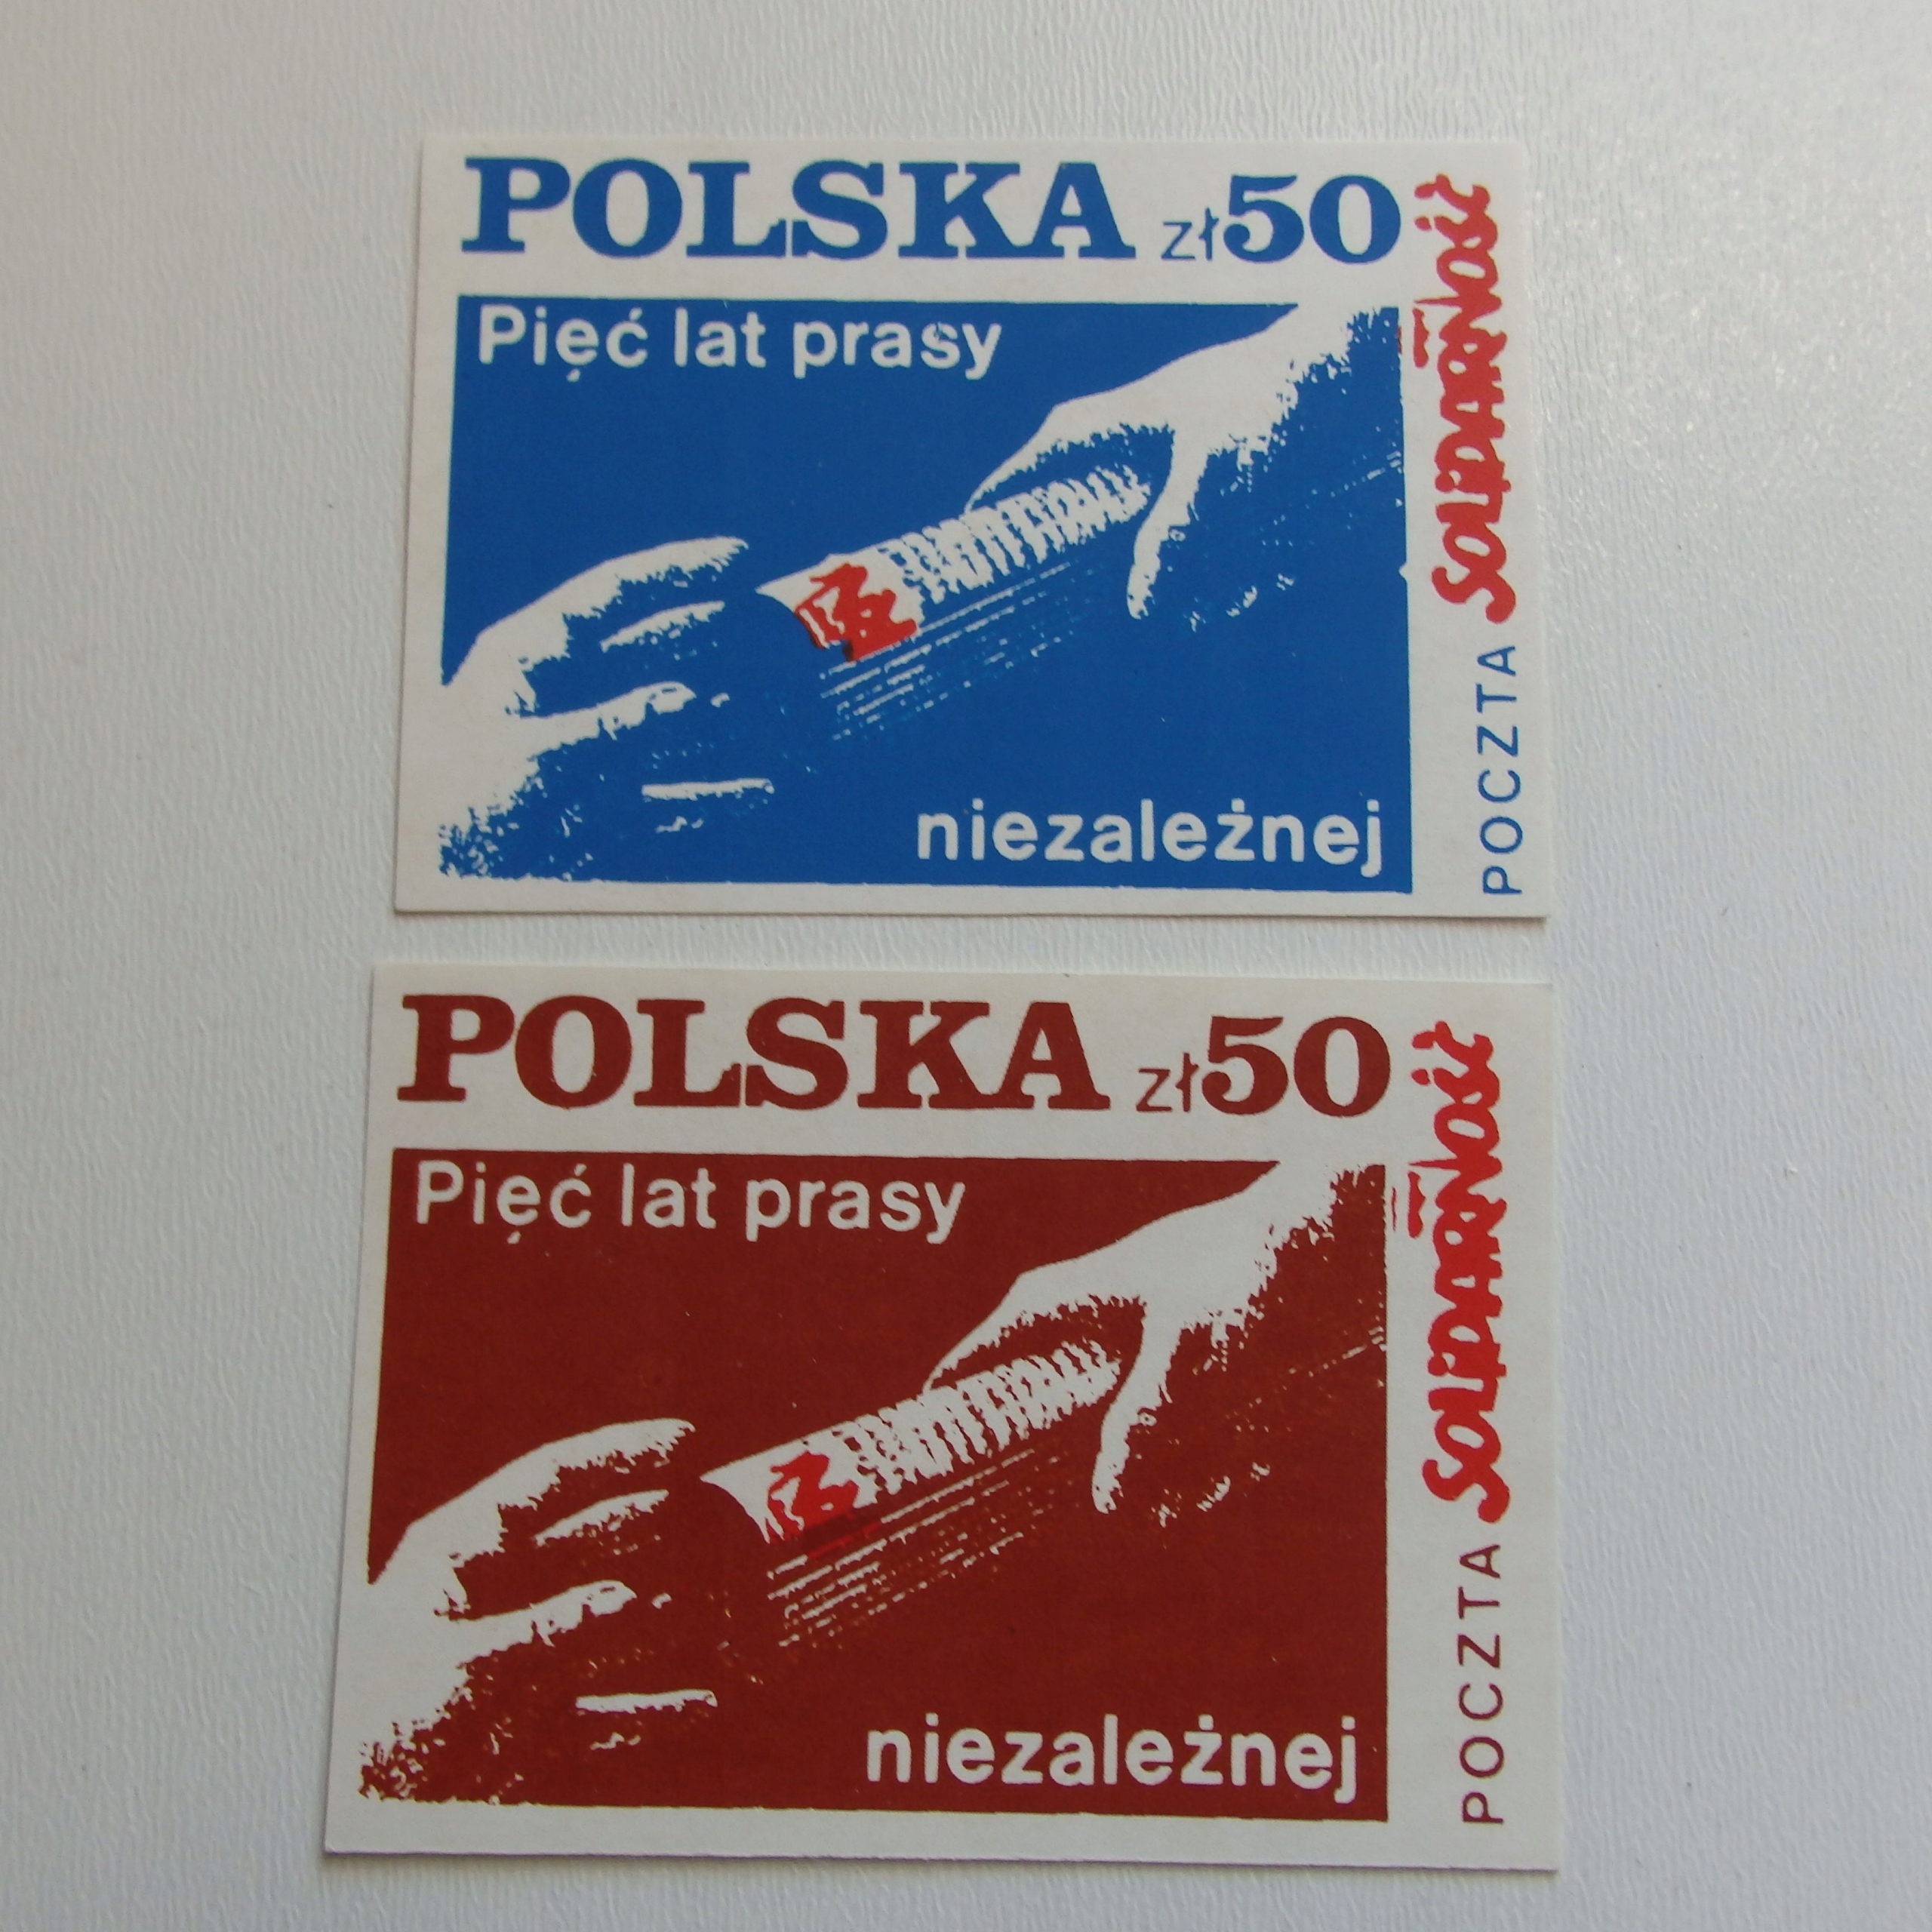 POLSKA zł50
Pięć lat prasy
niezależnej
POCZTA SOLIDARNOŚĆ
POLSKA zł50
Pięć lat prasy
niezależnej
POCZTA SOLIDARNOŚĆ